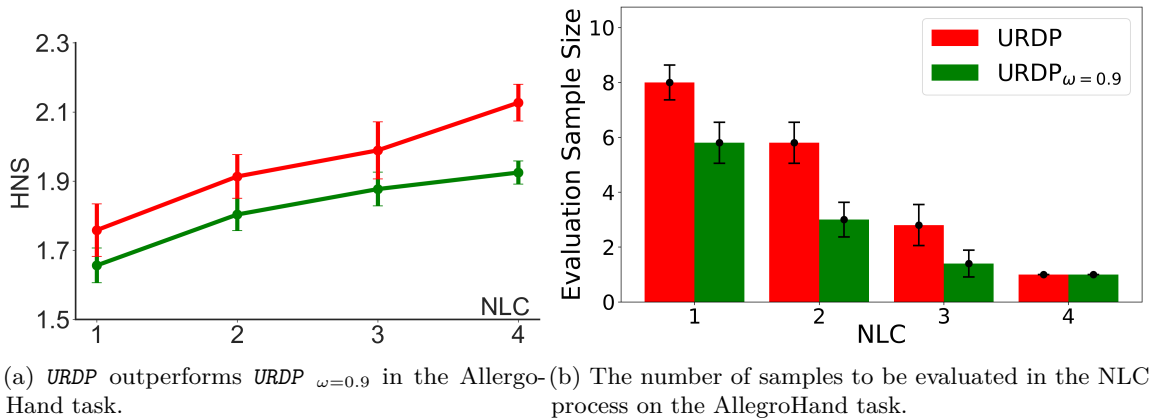 2.3
2.1
1.9
1.7
1.5
HNS
1 2 3 4
NLC
10
8
6
4
2
0
Evaluation Sample Size
URDP
URDPω=0.9
1 2 3 4
NLC
(a) URDP outperforms URDP ω=0.9 in the Allergo-
Hand task.
(b) The number of samples to be evaluated in the NLC
process on the AllegroHand task.